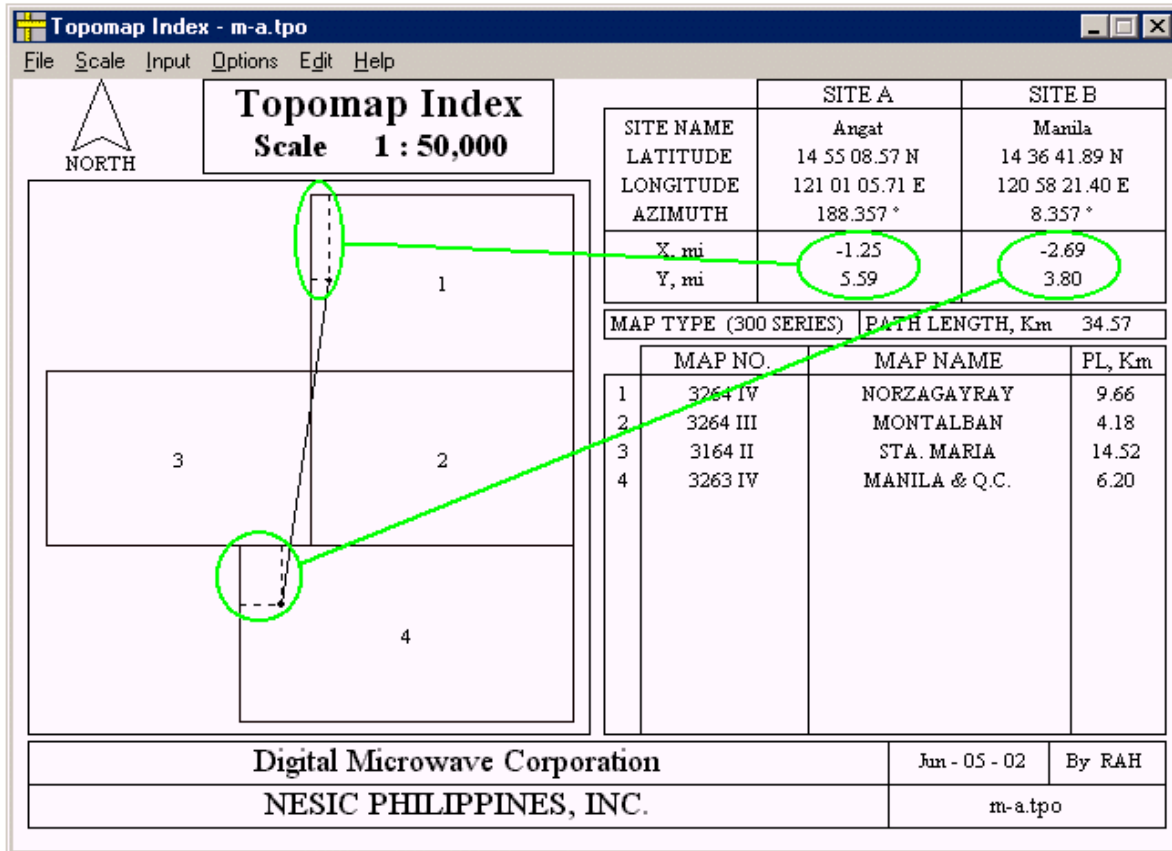 Topomap Index - m-a.tpo
File Scale Input Options Edit Help
NORTH
Topomap Index
Scale 1 : 50,000
1
3
2
4
SITE A SITE B
SITE NAME Angat Manila
LATITUDE 14 55 08.57 N 14 36 41.89 N
LONGITUDE 121 01 05.71 E 120 58 21.40 E
AZIMUTH 188.357 ° 8.357 °
X, mi -1.25 -2.69
Y, mi 5.59 3.80
MAP TYPE (300 SERIES) PATH LENGTH, Km 34.57
MAP NO. MAP NAME PL, Km
1 3264 IV NORZAGAYRAY 9.66
2 3264 III MONTALBAN 4.18
3 3164 II STA. MARIA 14.52
4 3263 IV MANILA & Q.C. 6.20
Digital Microwave Corporation Jun - 05 - 02 By RAH
NESIC PHILIPPINES, INC. m-a.tpo